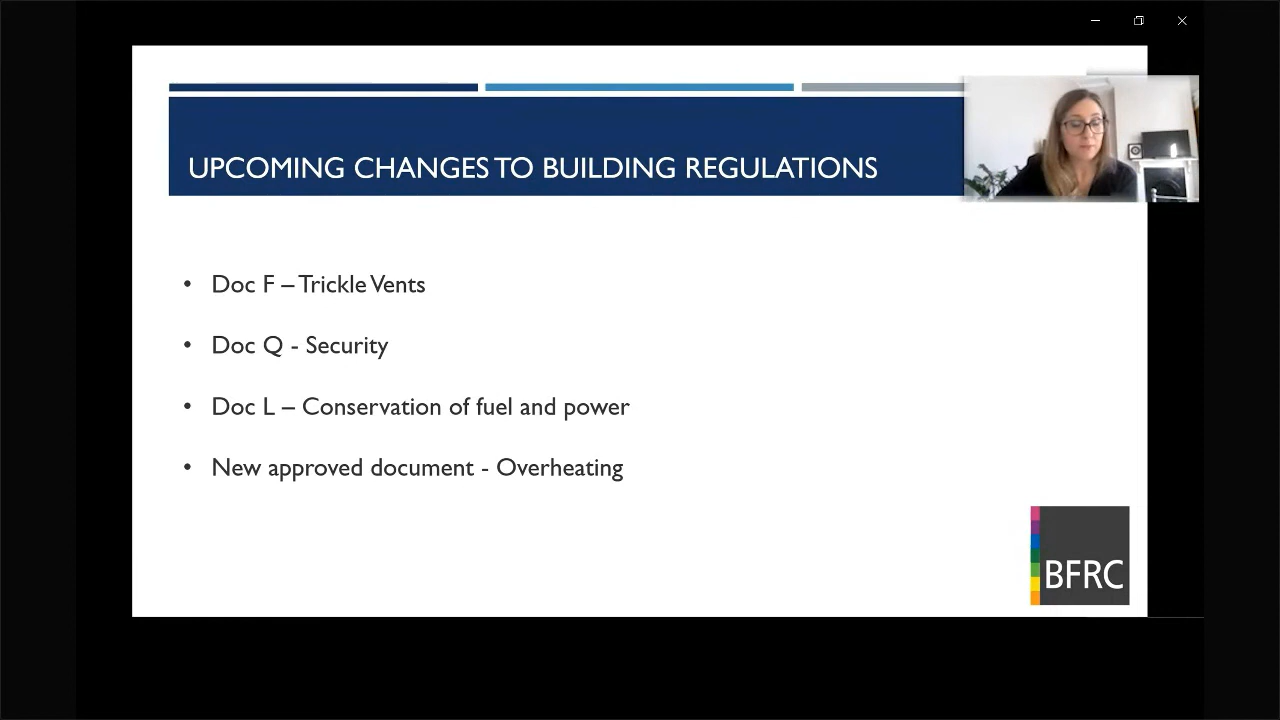 UPCOMING CHANGES TO BUILDING REGULATIONS
• Doc F – Trickle Vents
• Doc Q - Security
• Doc L – Conservation of fuel and power
• New approved document - Overheating
BFRC